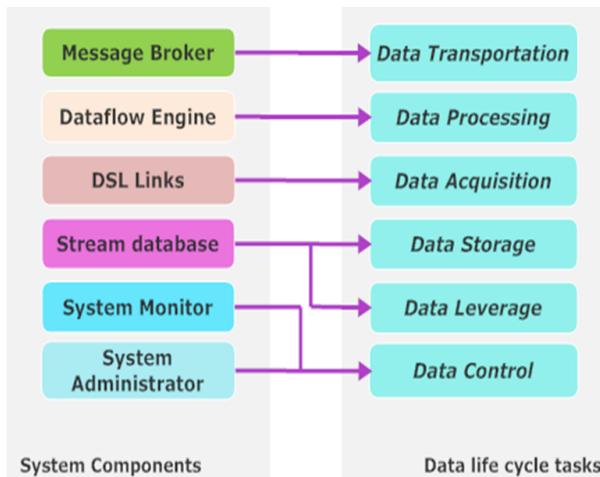 Message Broker
Data Transportation
Dataflow Engine
Data Processing
DSL Links
Data Acquisition
Stream database
Data Storage
System Monitor
Data Leverage
System
Administrator
Data Control
System Components
Data life cycle tasks